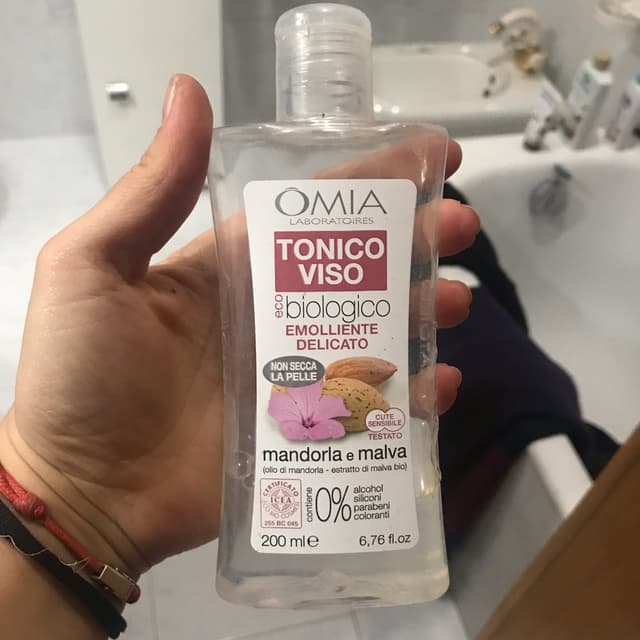 OMIA
LABORATOIRES
TONICO
VISO
eco biologico
EMOLLIENTE
DELICATO
NON SECCA
LA PELLE
CUTE
SENSIBILE
TESTATO
mandorla e malva
(olio di mandorla - estratto di malva bio)
CERTIFICATO
ICEA
255 BC 045
contiene
0%
alcohol
siliconi
parabeni
coloranti
200 ml e 6,76 fl.oz